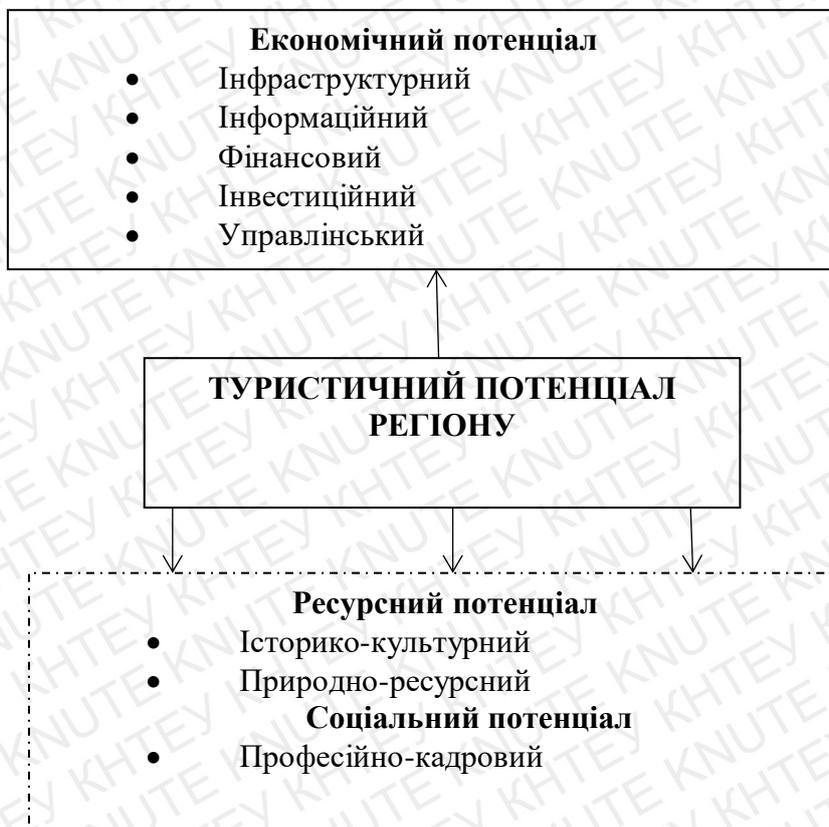 Економічний потенціал
• Інфраструктурний
• Інформаційний
• Фінансовий
• Інвестиційний
• Управлінський
ТУРИСТИЧНИЙ ПОТЕНЦІАЛ
РЕГІОНУ
Ресурсний потенціал
• Історико-культурний
• Природно-ресурсний
Соціальний потенціал
• Професійно-кадровий